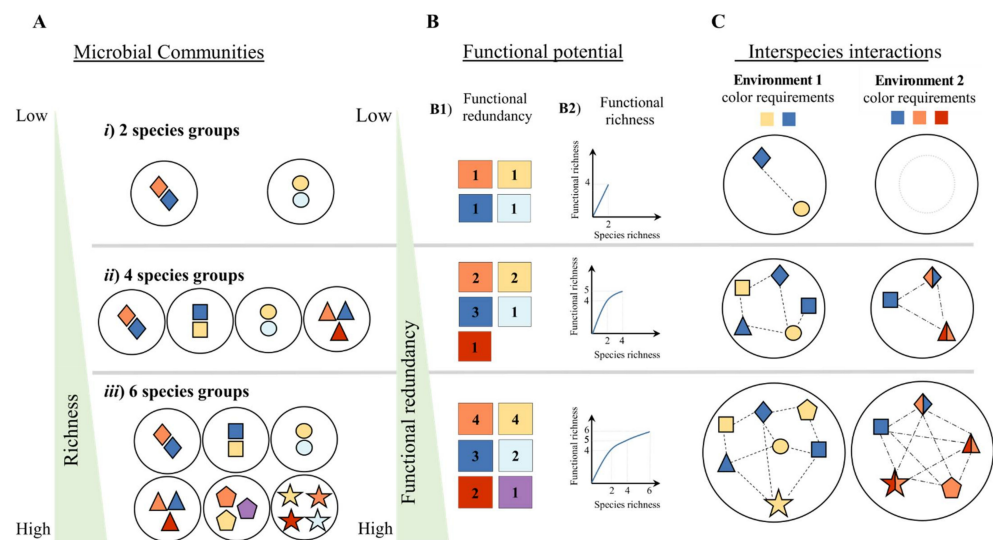 A
Microbial Communities
Low
i) 2 species groups
ii) 4 species groups
iii) 6 species groups
Richness
High
B
Functional potential
Low
B1) Functional
redundancy
B2) Functional
richness
Functional redundancy
High
1 1
1 1
Functional richness
4
2
Species richness
2 2
3 1
1
Functional richness
5
4
2 4
Species richness
4 4
3 2
2 1
Functional richness
6
5
4
2 3 4 6
Species richness
C
Interspecies interactions
Environment 1
color requirements
Environment 2
color requirements